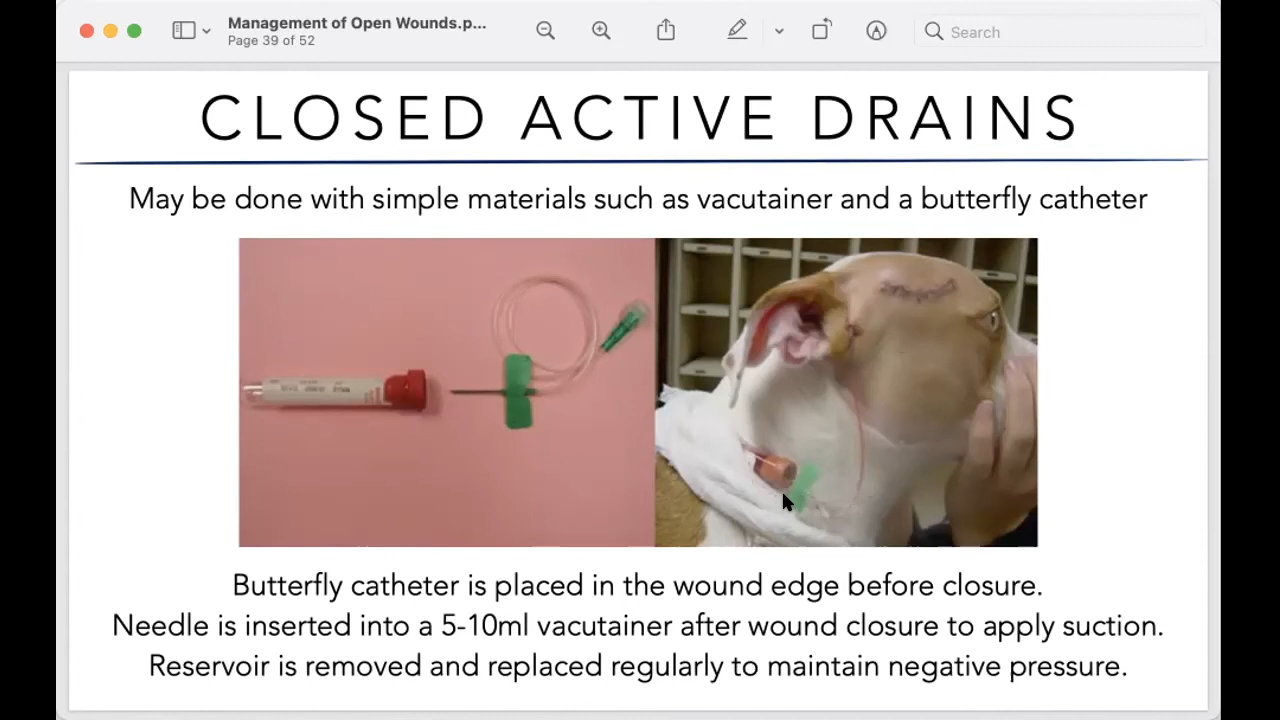 Management of Open Wounds.p...
Page 39 of 52
Search
CLOSED ACTIVE DRAINS
May be done with simple materials such as vacutainer and a butterfly catheter
Butterfly catheter is placed in the wound edge before closure.
Needle is inserted into a 5-10ml vacutainer after wound closure to apply suction.
Reservoir is removed and replaced regularly to maintain negative pressure.